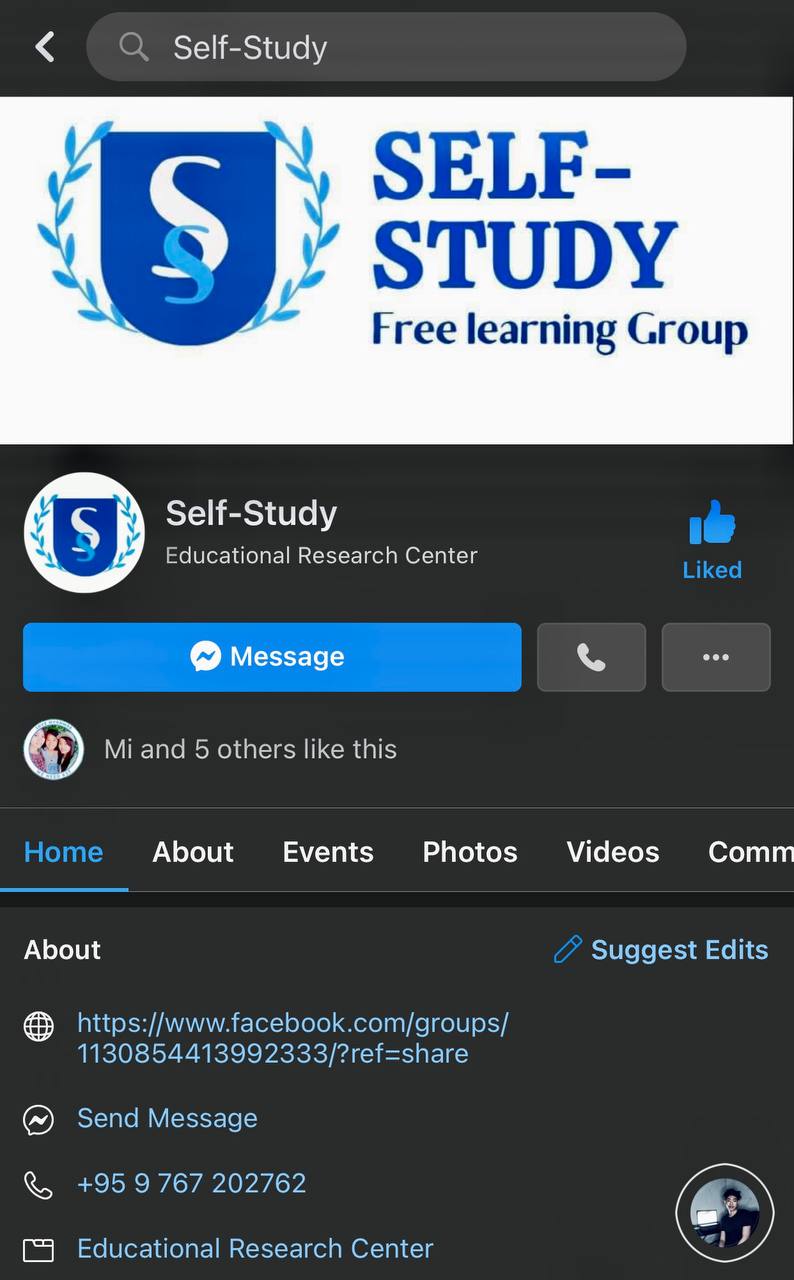 Self-Study
SELF-
STUDY
Free learning Group
Self-Study
Educational Research Center
Liked
Message
Mi and 5 others like this
Home About Events Photos Videos Comm
About
Suggest Edits
https://www.facebook.com/groups/
1130854413992333/?ref=share
Send Message
+95 9 767 202762
Educational Research Center